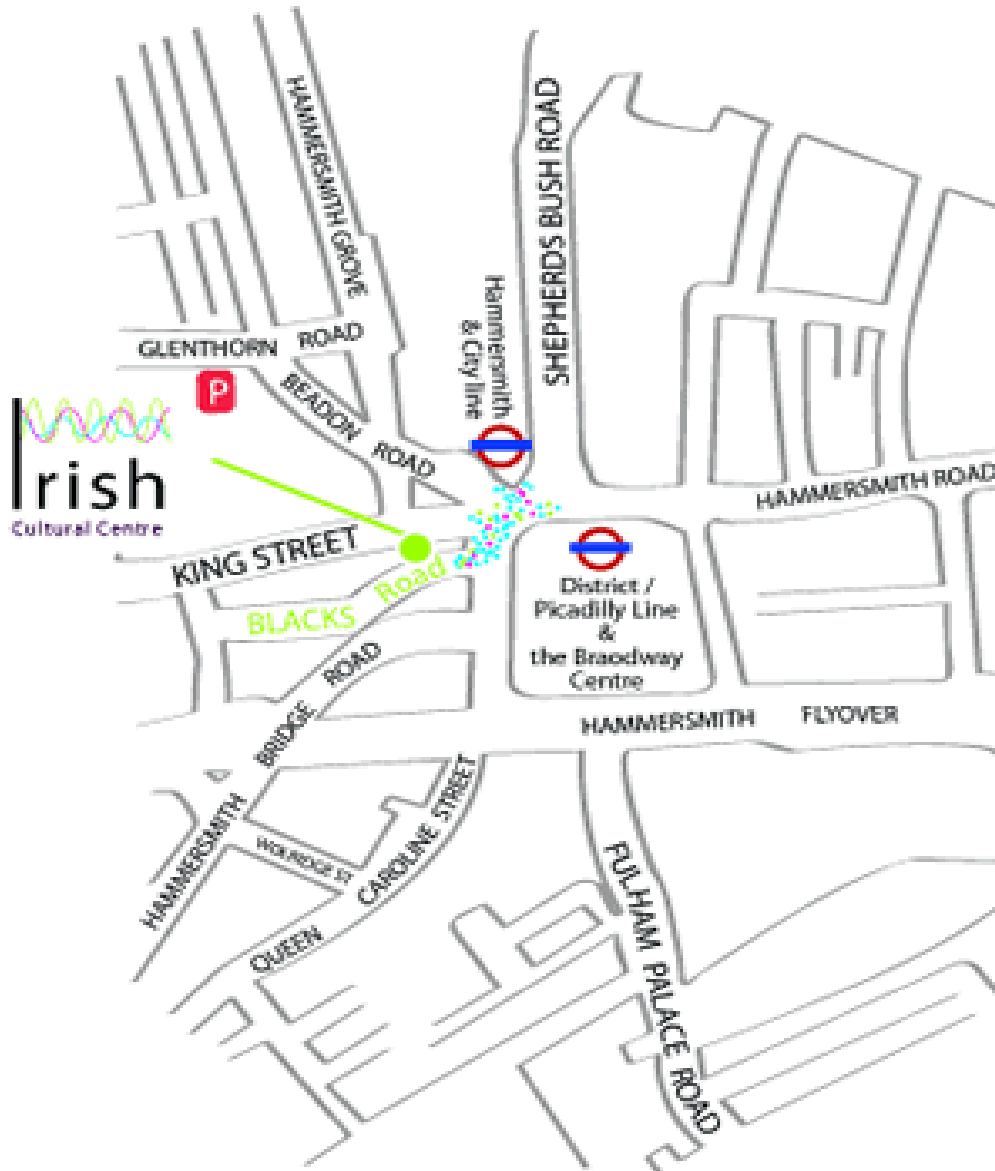 HAMMERSMITH GROVE
SHEPHERDS BUSH ROAD
Hammersmith
& City line
GLENTHORN ROAD
P
BEADON ROAD
Irish
Cultural Centre
HAMMERSMITH ROAD
KING STREET
BLACKS Road
District /
Picadilly Line
&
the Braodway
Centre
HAMMERSMITH BRIDGE ROAD
HAMMERSMITH FLYOVER
QUEEN CAROLINE STREET
FULHAM PALACE ROAD